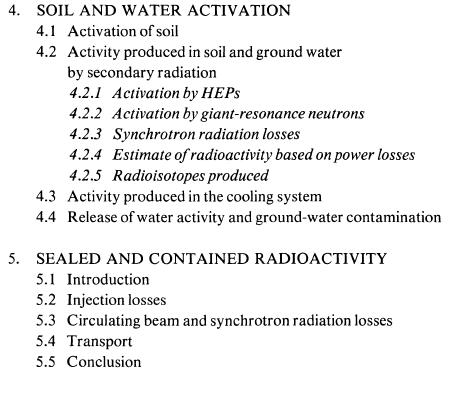 4. SOIL AND WATER ACTIVATION
4.1 Activation of soil
4.2 Activity produced in soil and ground water
by secondary radiation
4.2.1 Activation by HEPs
4.2.2 Activation by giant-resonance neutrons
4.2.3 Synchrotron radiation losses
4.2.4 Estimate of radioactivity based on power losses
4.2.5 Radioisotopes produced
4.3 Activity produced in the cooling system
4.4 Release of water activity and ground-water contamination
5. SEALED AND CONTAINED RADIOACTIVITY
5.1 Introduction
5.2 Injection losses
5.3 Circulating beam and synchrotron radiation losses
5.4 Transport
5.5 Conclusion